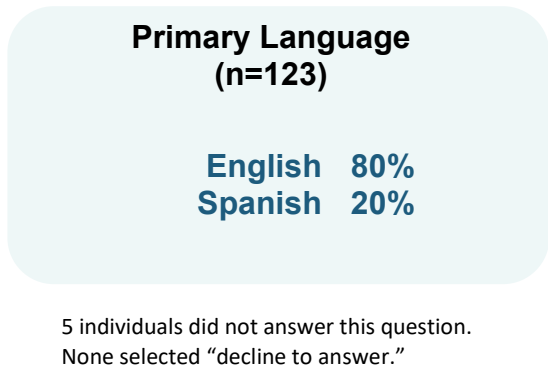 Primary Language
(n=123)
English 80%
Spanish 20%
5 individuals did not answer this question.
None selected “decline to answer.”